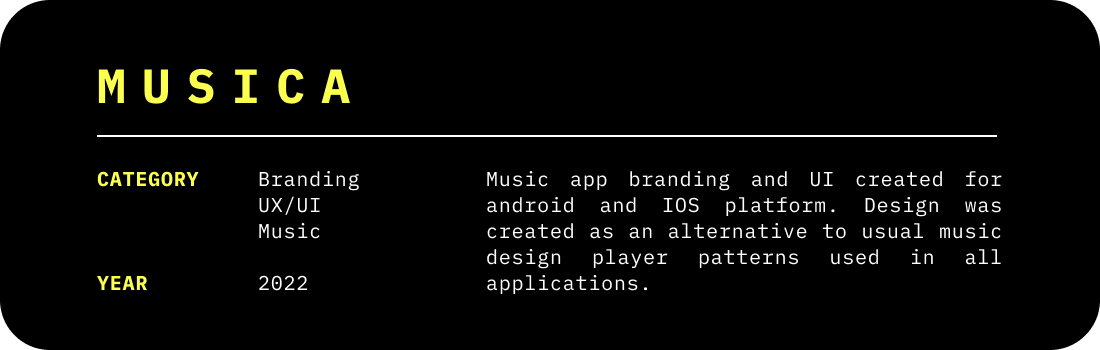 MUSICA
CATEGORY
Branding
UX/UI
Music
YEAR
2022
Music app branding and UI created for
android and IOS platform. Design was
created as an alternative to usual music
design player patterns used in all
applications.